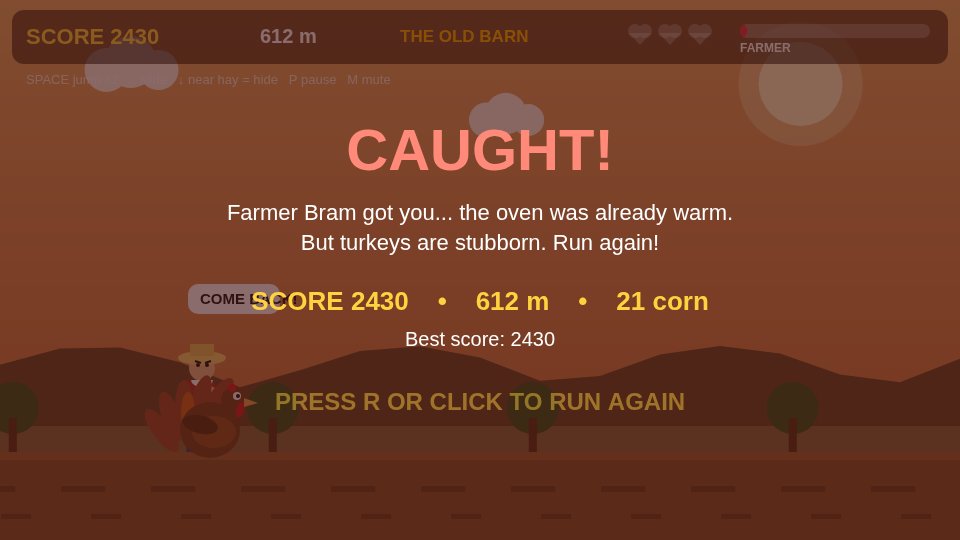 SCORE 2430 612 m THE OLD BARN
FARMER
SPACE ↓ near hay = hide P pause M mute
CAUGHT!
Farmer Bram got you... the oven was already warm.
But turkeys are stubborn. Run again!
COME
SCORE 2430 • 612 m • 21 corn
Best score: 2430
PRESS R OR CLICK TO RUN AGAIN